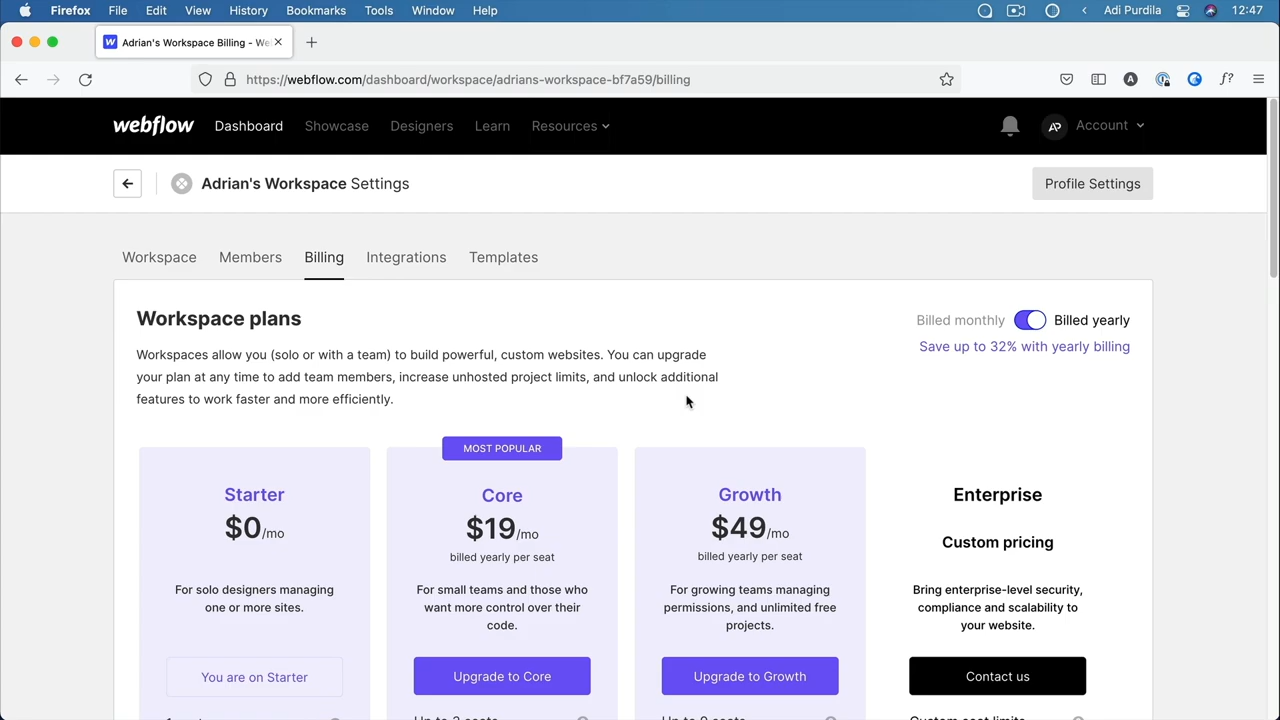 Firefox File Edit View History Bookmarks Tools Window Help Adi Purdila 12:47
Adrian's Workspace Billing - We
https://webflow.com/dashboard/workspace/adrians-workspace-bf7a59/billing
webflow Dashboard Showcase Designers Learn Resources AP Account
Adrian's Workspace Settings Profile Settings
Workspace Members Billing Integrations Templates
Workspace plans Billed monthly Billed yearly
Save up to 32% with yearly billing
Workspaces allow you (solo or with a team) to build powerful, custom websites. You can upgrade
your plan at any time to add team members, increase unhosted project limits, and unlock additional
features to work faster and more efficiently.
MOST POPULAR
Starter
$0/mo
For solo designers managing
one or more sites.
You are on Starter
Core
$19/mo
billed yearly per seat
For small teams and those who
want more control over their
code.
Upgrade to Core
Growth
$49/mo
billed yearly per seat
For growing teams managing
permissions, and unlimited free
projects.
Upgrade to Growth
Enterprise
Custom pricing
Bring enterprise-level security,
compliance and scalability to
your website.
Contact us